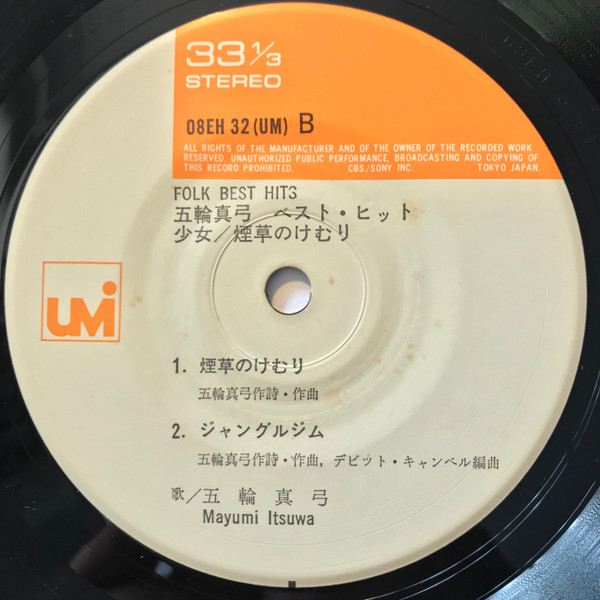 33 1/3
STEREO
08EH 32(UM) B
ALL RIGHTS OF THE MANUFACTURER AND OF THE OWNER OF THE RECORDED WORK
RESERVED. UNAUTHORIZED PUBLIC PERFORMANCE, BROADCASTING AND COPYING OF
THIS RECORD PROHIBITED. CBS/SONY INC. TOKYO JAPAN.
FOLK BEST HITS
五輪真弓 ベスト・ヒット
少女/煙草のけむり
UMI
1. 煙草のけむり
五輪真弓作詩・作曲
2. ジャングルジム
五輪真弓作詩・作曲, デビット・キャンベル編曲
歌/五輪真弓
Mayumi Itsuwa